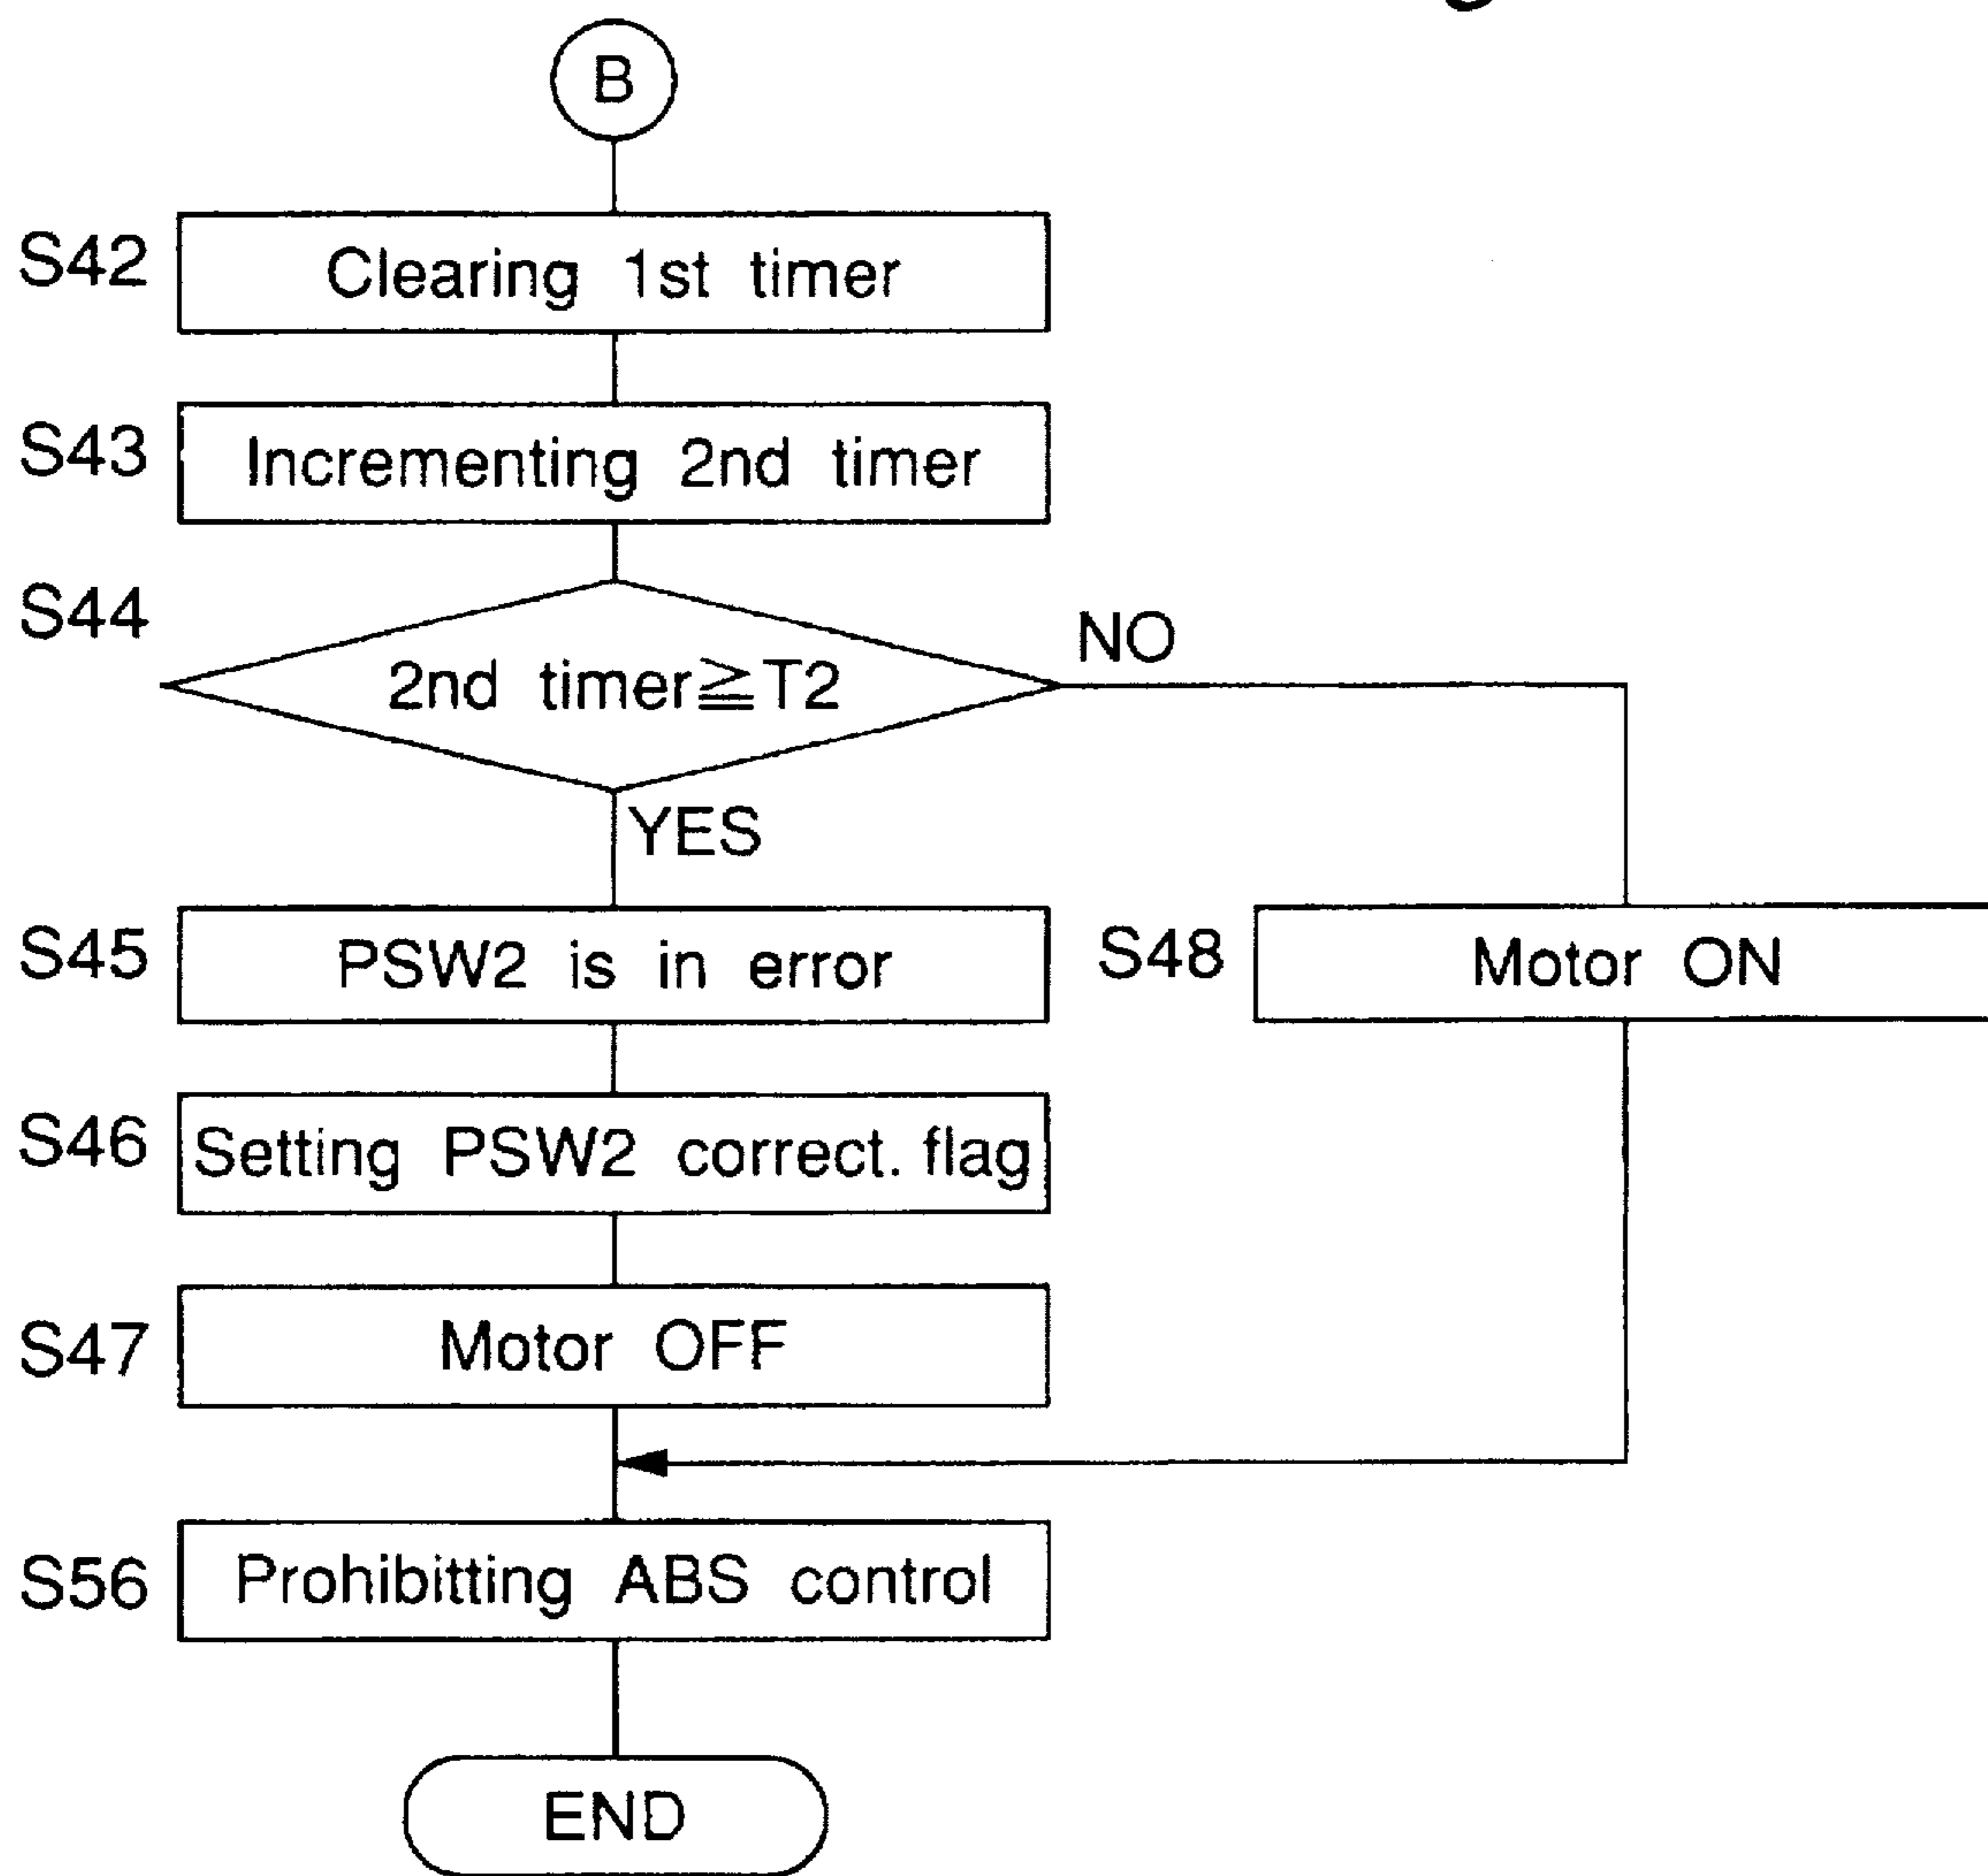 B
S42 Clearing 1st timer
S43 Incrementing 2nd timer
S44 2nd timer≧T2
NO
YES
S45 PSW2 is in error
S48 Motor ON
S46 Setting PSW2 correct. flag
S47 Motor OFF
S56 Prohibitting ABS control
END